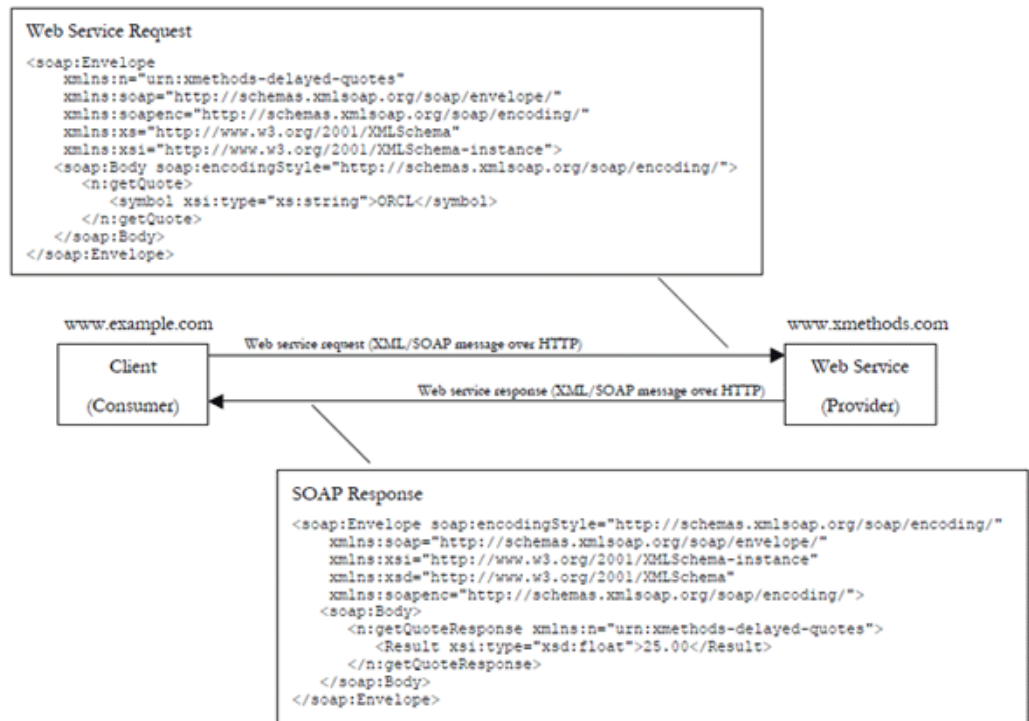 Web Service Request
<soap:Envelope
xmlns:n="urn:xmethods-delayed-quotes"
xmlns:soap="http://schemas.xmlsoap.org/soap/envelope/"
xmlns:soapenc="http://schemas.xmlsoap.org/soap/encoding/"
xmlns:xs="http://www.w3.org/2001/XMLSchema"
xmlns:xsi="http://www.w3.org/2001/XMLSchema-instance">
<soap:Body soap:encodingStyle="http://schemas.xmlsoap.org/soap/encoding/">
<n:getQuote>
<symbol xsi:type="xs:string">ORCL</symbol>
</n:getQuote>
</soap:Body>
</soap:Envelope>
www.example.com
www.xmethods.com
Web service request (XML/SOAP message over HTTP)
Client
(Consumer)
Web Service
(Provider)
Web service response (XML/SOAP message over HTTP)
SOAP Response
<soap:Envelope soap:encodingStyle="http://schemas.xmlsoap.org/soap/encoding/"
xmlns:soap="http://schemas.xmlsoap.org/soap/envelope/"
xmlns:xsi="http://www.w3.org/2001/XMLSchema-instance"
xmlns:xsd="http://www.w3.org/2001/XMLSchema"
xmlns:soapenc="http://schemas.xmlsoap.org/soap/encoding/">
<soap:Body>
<n:getQuoteResponse xmlns:n="urn:xmethods-delayed-quotes">
<Result xsi:type="xsd:float">25.00</Result>
</n:getQuoteResponse>
</soap:Body>
</soap:Envelope>